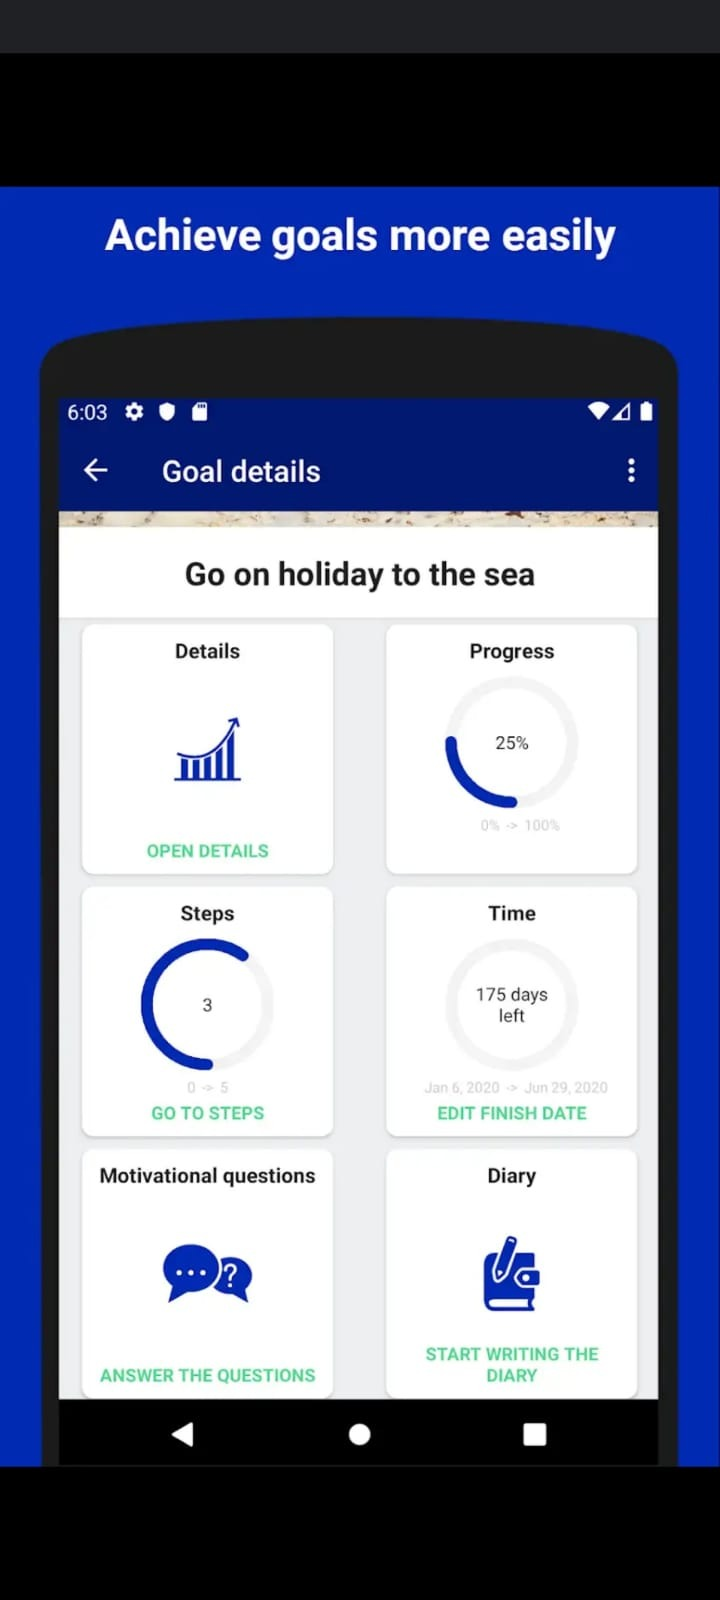 Achieve goals more easily
6:03
Goal details
Go on holiday to the sea
Details
OPEN DETAILS
Progress
25%
0% -> 100%
Steps
3
0 -> 5
GO TO STEPS
Time
175 days
left
Jan 6, 2020 -> Jun 29, 2020
EDIT FINISH DATE
Motivational questions
?
ANSWER THE QUESTIONS
Diary
START WRITING THE
DIARY